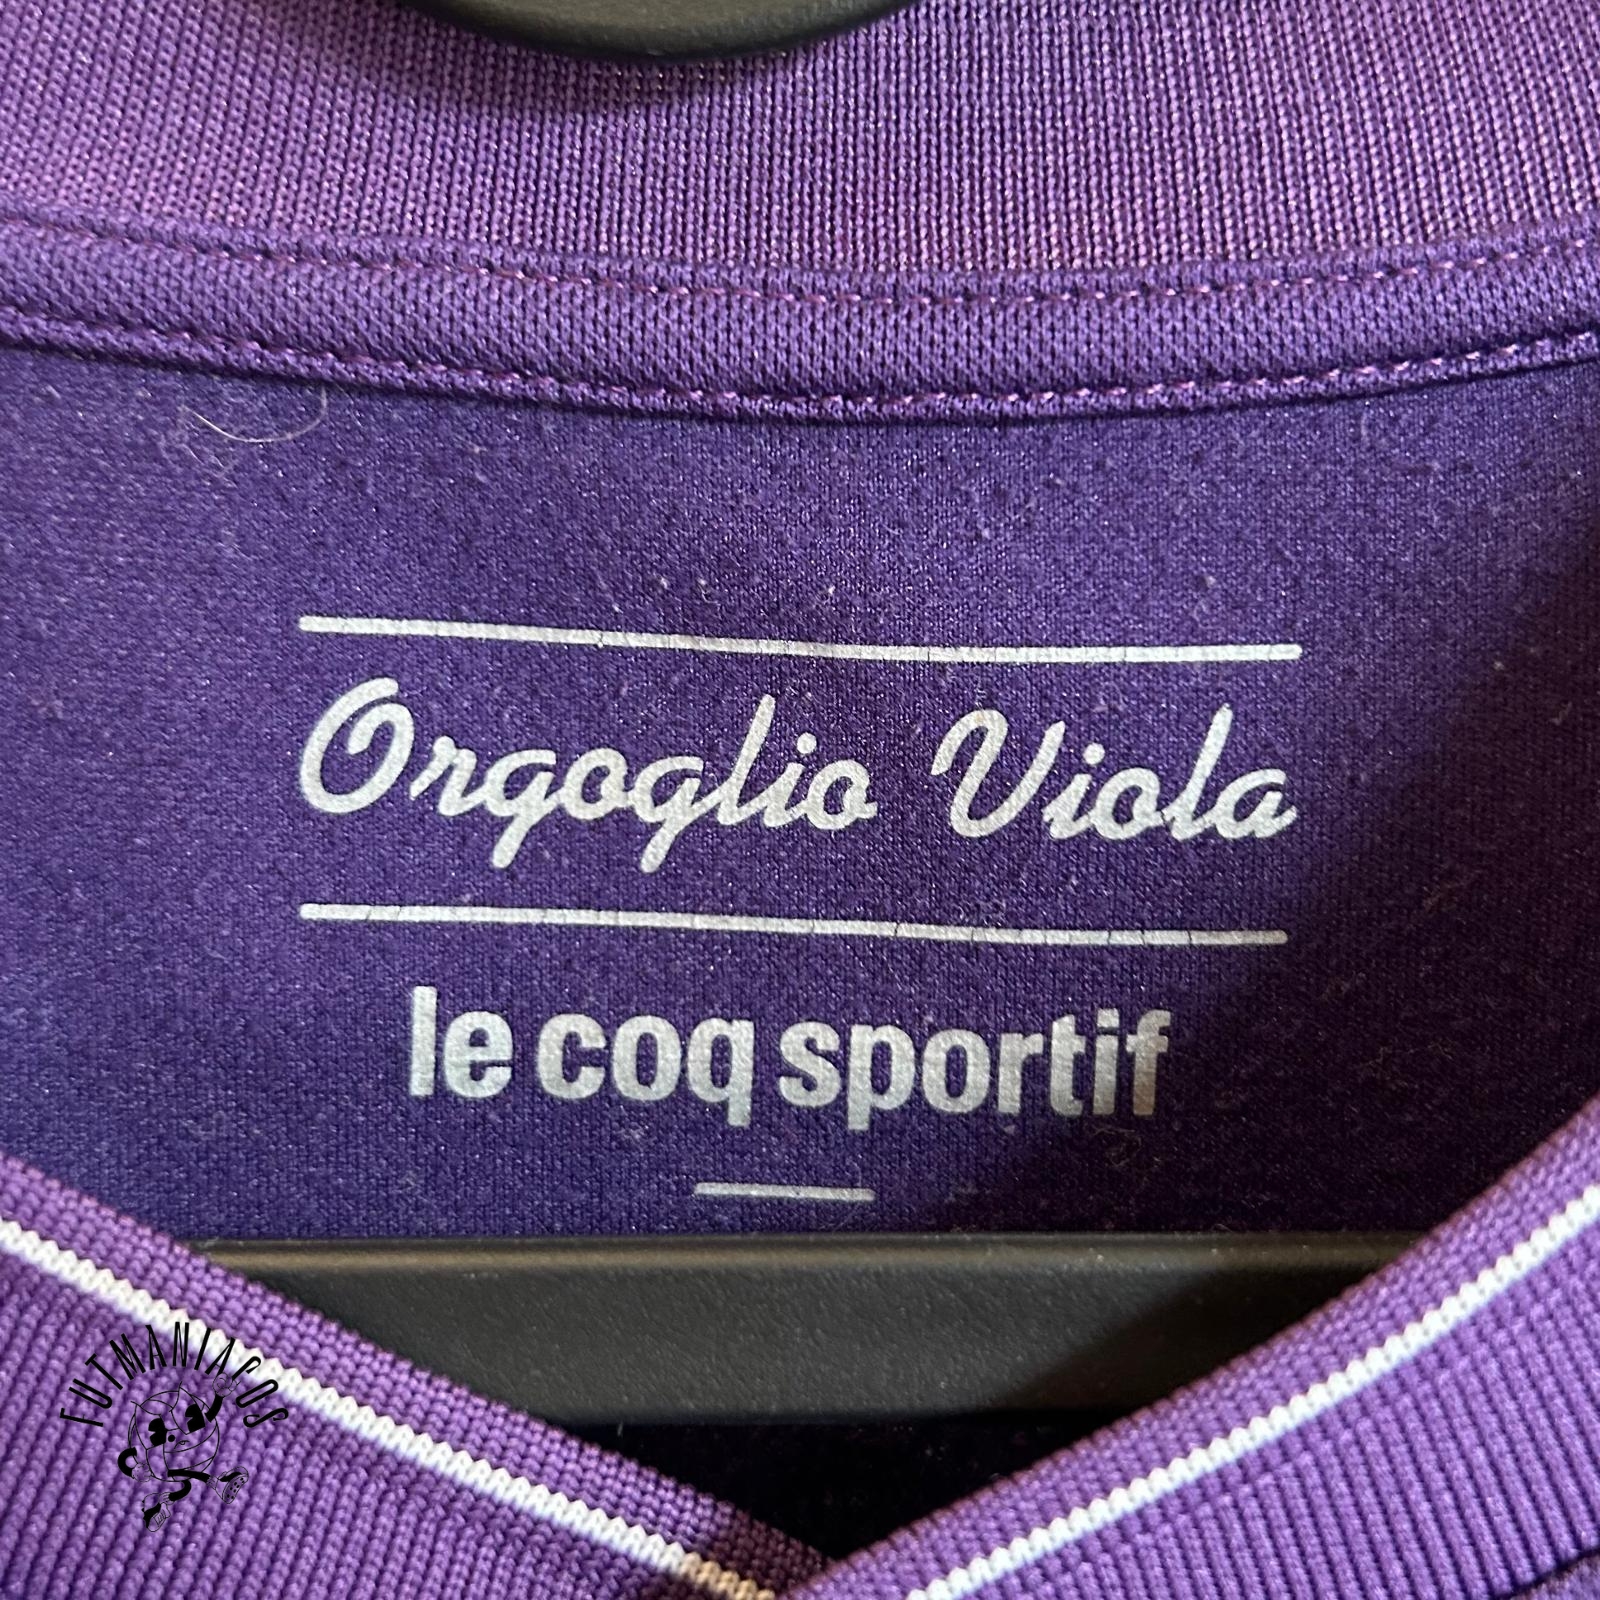 Orgoglio Viola
le coq sportif
FUTMANIACOS